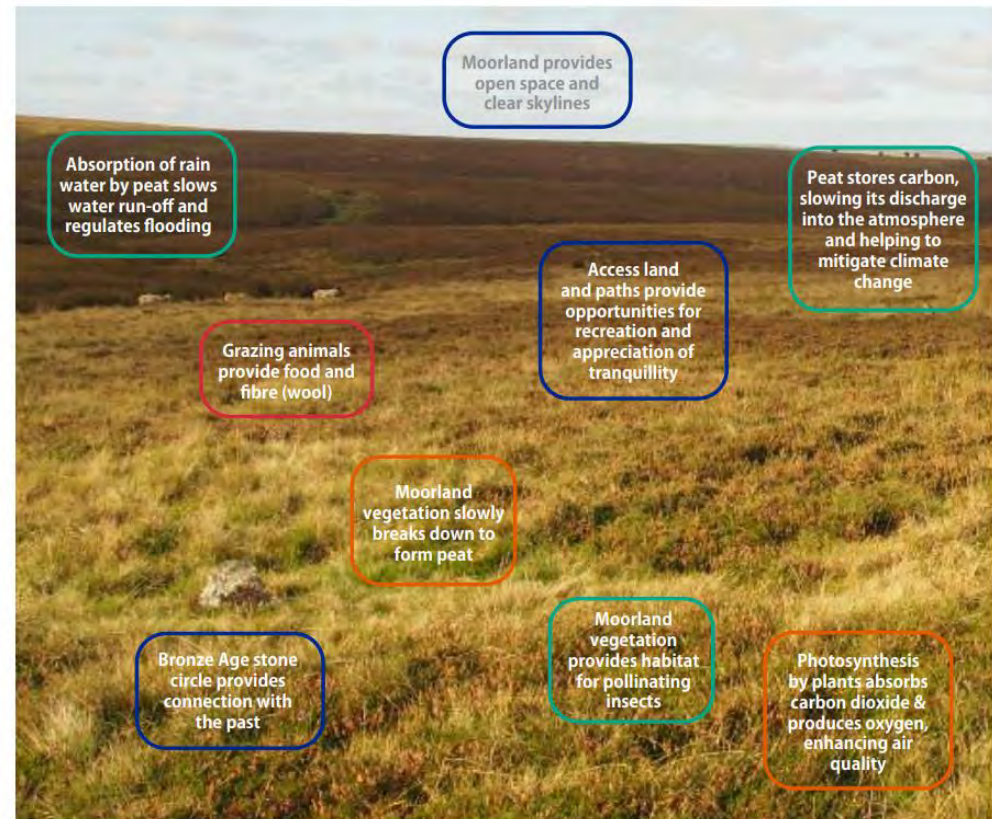 Moorland provides
open space and
clear skylines
Absorption of rain
water by peat slows
water run-off and
regulates flooding
Peat stores carbon,
slowing its discharge
into the atmosphere
and helping to
mitigate climate
change
Access land
and paths provide
opportunities for
recreation and
appreciation of
tranquillity
Grazing animals
provide food and
fibre (wool)
Moorland
vegetation slowly
breaks down to
form peat
Moorland
vegetation
provides habitat
for pollinating
insects
Bronze Age stone
circle provides
connection with
the past
Photosynthesis
by plants absorbs
carbon dioxide &
produces oxygen,
enhancing air
quality